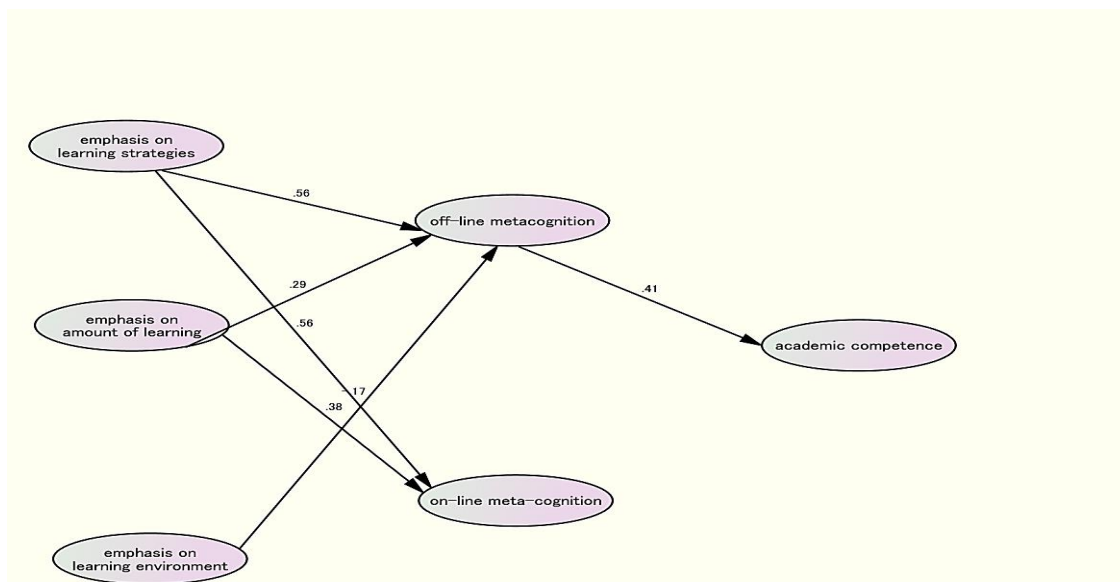 emphasis on
learning strategies
.56
off-line metacognition
.29
.41
emphasis on
amount of learning
.56
academic competence
-.17
.38
on-line meta-cognition
emphasis on
learning environment